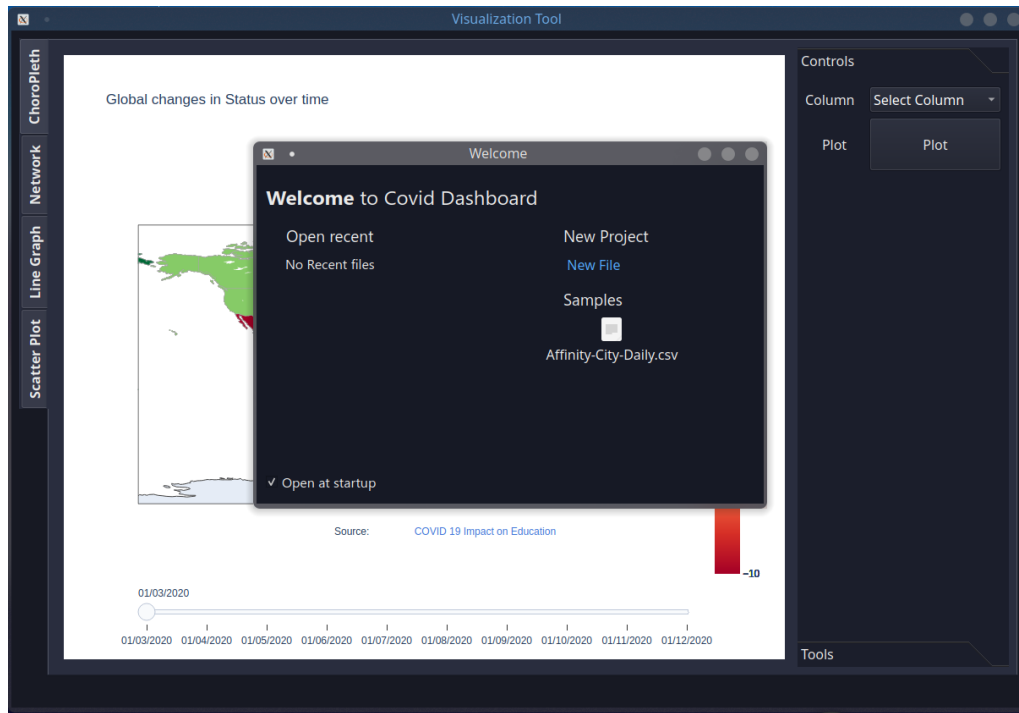 Visualization Tool
ChoroPleth
Network
Line Graph
Scatter Plot
Global changes in Status over time
Controls
Column Select Column
Plot Plot
Welcome
Welcome to Covid Dashboard
Open recent
No Recent files
New Project
New File
Samples
Affinity-City-Daily.csv
✓ Open at startup
Source: COVID 19 Impact on Education
−10
01/03/2020
01/03/2020 01/04/2020 01/05/2020 01/06/2020 01/07/2020 01/08/2020 01/09/2020 01/10/2020 01/11/2020 01/12/2020
Tools